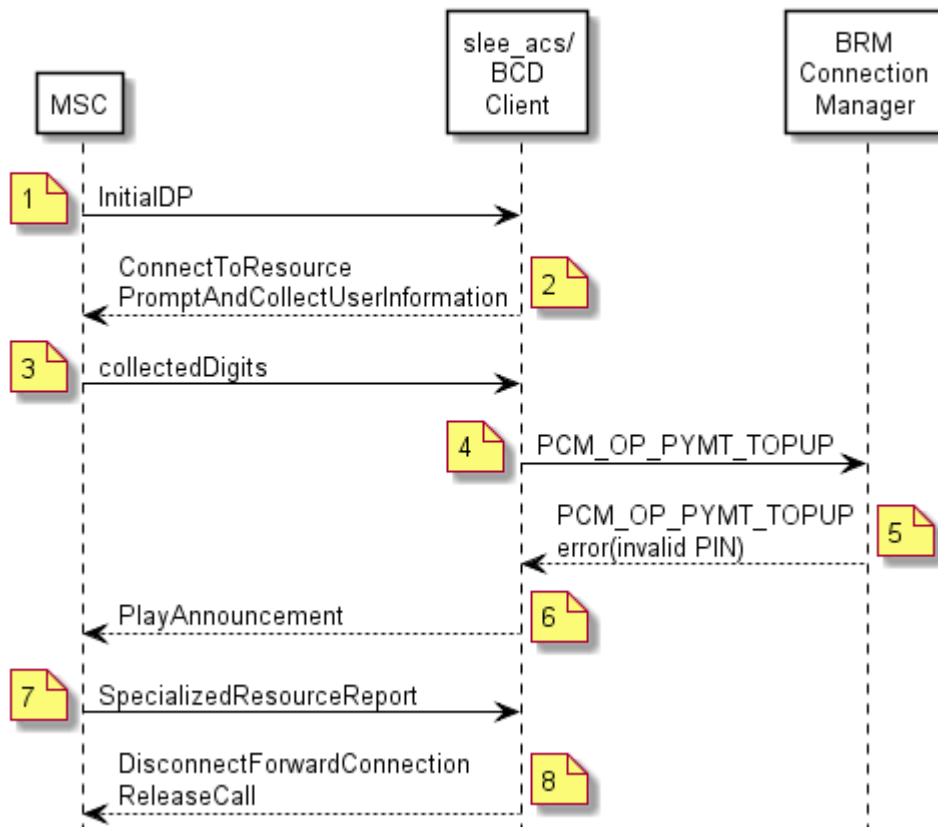 MSC
slee_acs/
BCD
Client
BRM
Connection
Manager
1
InitialDP
ConnectToResource
PromptAndCollectUserInformation
2
3
collectedDigits
4
PCM_OP_PYMT_TOPUP
PCM_OP_PYMT_TOPUP
error(invalid PIN)
5
PlayAnnouncement
6
7
SpecializedResourceReport
DisconnectForwardConnection
ReleaseCall
8